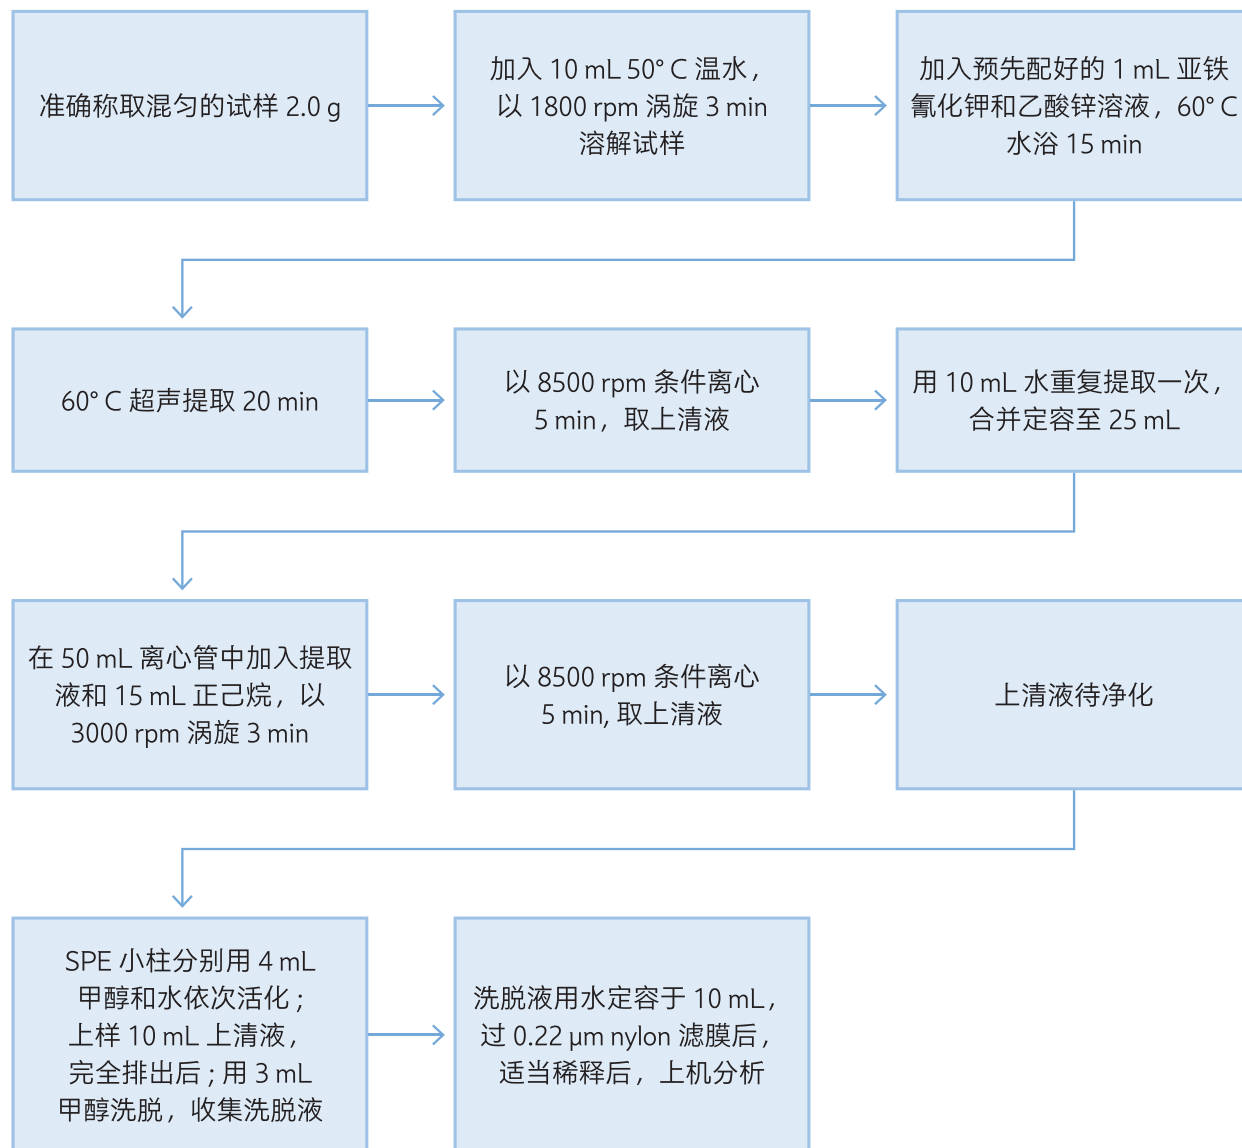 准确称取混匀的试样 2.0 g
加入 10 mL 50° C 温水，
以 1800 rpm 涡旋 3 min
溶解试样
加入预先配好的 1 mL 亚铁
氰化钾和乙酸锌溶液，60° C
水浴 15 min
60° C 超声提取 20 min
以 8500 rpm 条件离心
5 min，取上清液
用 10 mL 水重复提取一次，
合并定容至 25 mL
在 50 mL 离心管中加入提取
液和 15 mL 正己烷，以
3000 rpm 涡旋 3 min
以 8500 rpm 条件离心
5 min, 取上清液
上清液待净化
SPE 小柱分别用 4 mL
甲醇和水依次活化；
上样 10 mL 上清液，
完全排出后；用 3 mL
甲醇洗脱，收集洗脱液
洗脱液用水定容于 10 mL，
过 0.22 µm nylon 滤膜后，
适当稀释后，上机分析